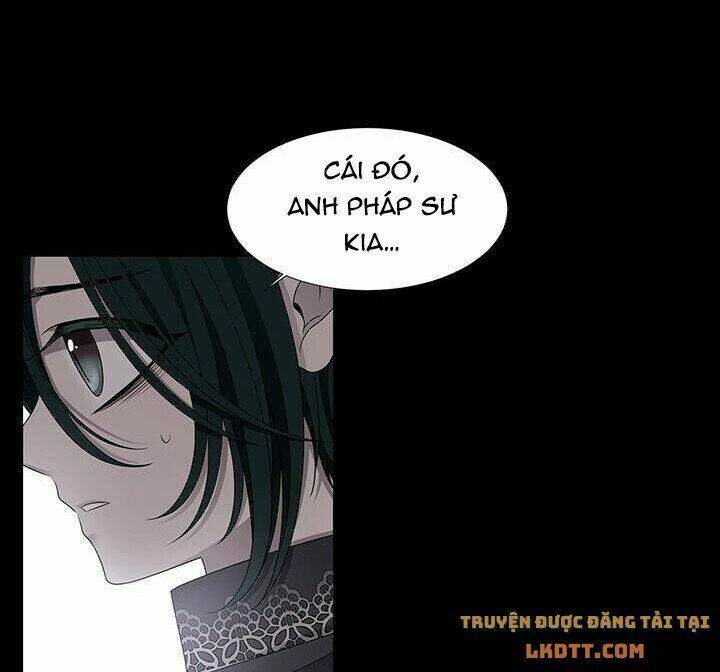 CÁI ĐÓ,
ANH PHÁP SƯ
KIA...
TRUYỆN ĐƯỢC ĐĂNG TẢI TẠI
LKDTT.COM